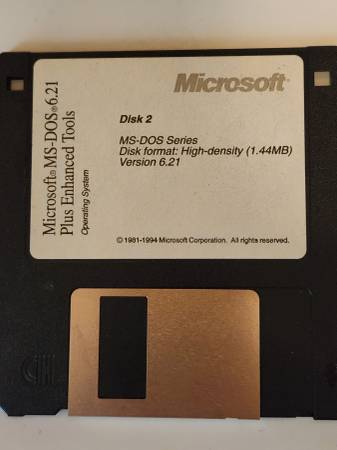 Microsoft® MS-DOS® 6.21
Plus Enhanced Tools
Operating System
Microsoft®
Disk 2
MS-DOS Series
Disk format: High-density (1.44MB)
Version 6.21
© 1981-1994 Microsoft Corporation. All rights reserved.